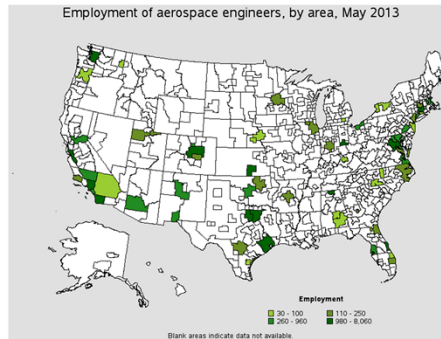 Employment of aerospace engineers, by area, May 2013
Employment
30 - 100
110 - 250
260 - 960
980 - 8,060
Blank areas indicate data not available.